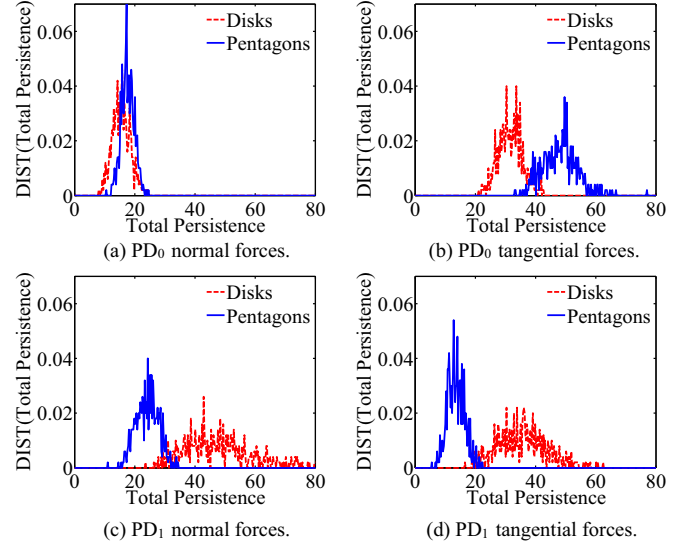 DIST(Total Persistence)
0.06
0.04
0.02
0
Disks
Pentagons
0 20 40 60 80
Total Persistence
(a) PD₀ normal forces.
DIST(Total Persistence)
0.06
0.04
0.02
0
Disks
Pentagons
0 20 40 60 80
Total Persistence
(b) PD₀ tangential forces.
DIST(Total Persistence)
0.06
0.04
0.02
0
Disks
Pentagons
0 20 40 60 80
Total Persistence
(c) PD₁ normal forces.
DIST(Total Persistence)
0.06
0.04
0.02
0
Disks
Pentagons
0 20 40 60 80
Total Persistence
(d) PD₁ tangential forces.